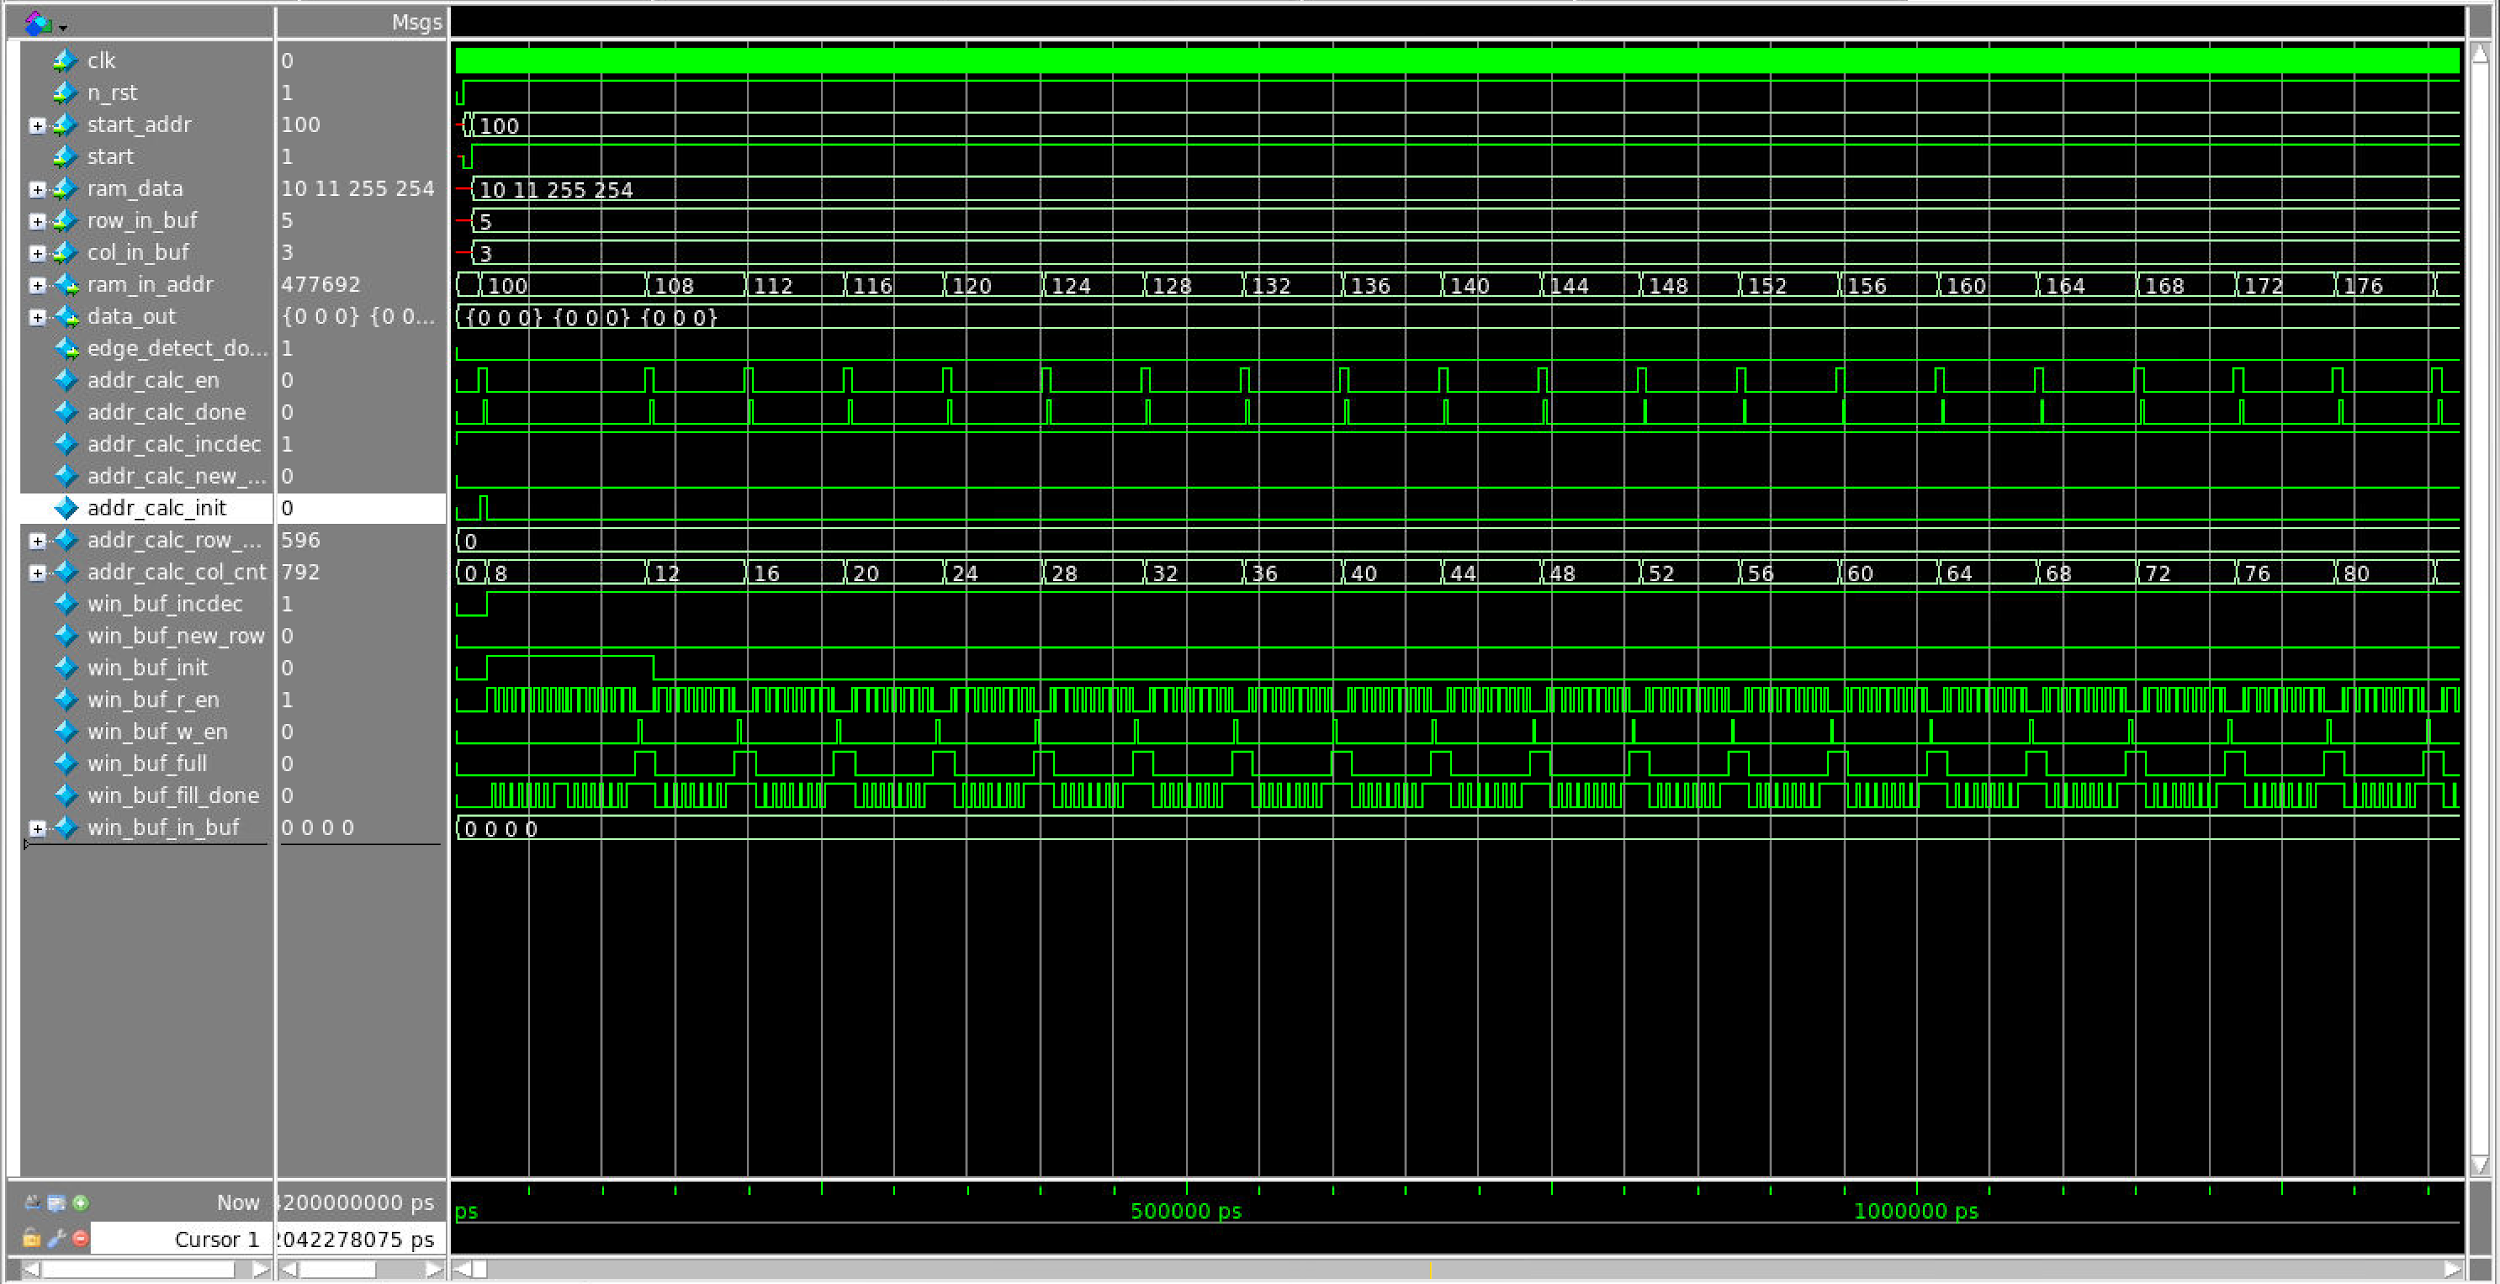 Msgs
clk 0
n_rst 1
start_addr 100 100
start 1
ram_data 10 11 255 254 10 11 255 254
row_in_buf 5 5
col_in_buf 3 3
ram_in_addr 477692 100 108 112 116 120 124 128 132 136 140 144 148 152 156 160 164 168 172 176
data_out {0 0 0} {0 0... {0 0 0} {0 0 0} {0 0 0}
edge_detect_do... 1
addr_calc_en 0
addr_calc_done 0
addr_calc_incdec 1
addr_calc_new_... 0
addr_calc_init 0
addr_calc_row_... 596 0
addr_calc_col_cnt 792 0 8 12 16 20 24 28 32 36 40 44 48 52 56 60 64 68 72 76 80
win_buf_incdec 1
win_buf_new_row 0
win_buf_init 0
win_buf_r_en 1
win_buf_w_en 0
win_buf_full 0
win_buf_fill_done 0
win_buf_in_buf 0 0 0 0 0 0 0 0
Now 4200000000 ps
ps 500000 ps 1000000 ps
Cursor 1 2042278075 ps